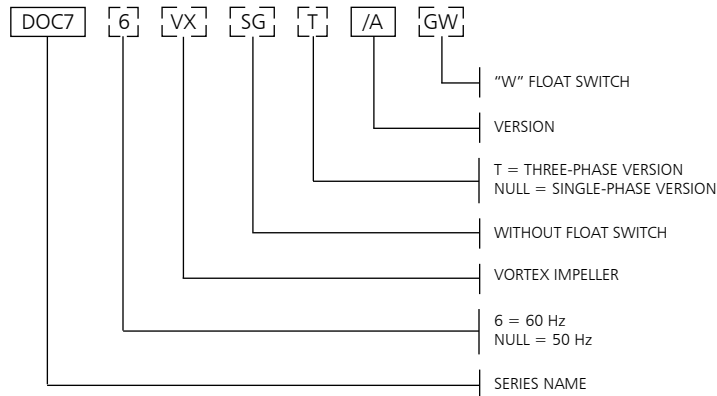 DOC7 6 VX SG T /A GW
“W” FLOAT SWITCH
VERSION
T = THREE-PHASE VERSION
NULL = SINGLE-PHASE VERSION
WITHOUT FLOAT SWITCH
VORTEX IMPELLER
6 = 60 Hz
NULL = 50 Hz
SERIES NAME